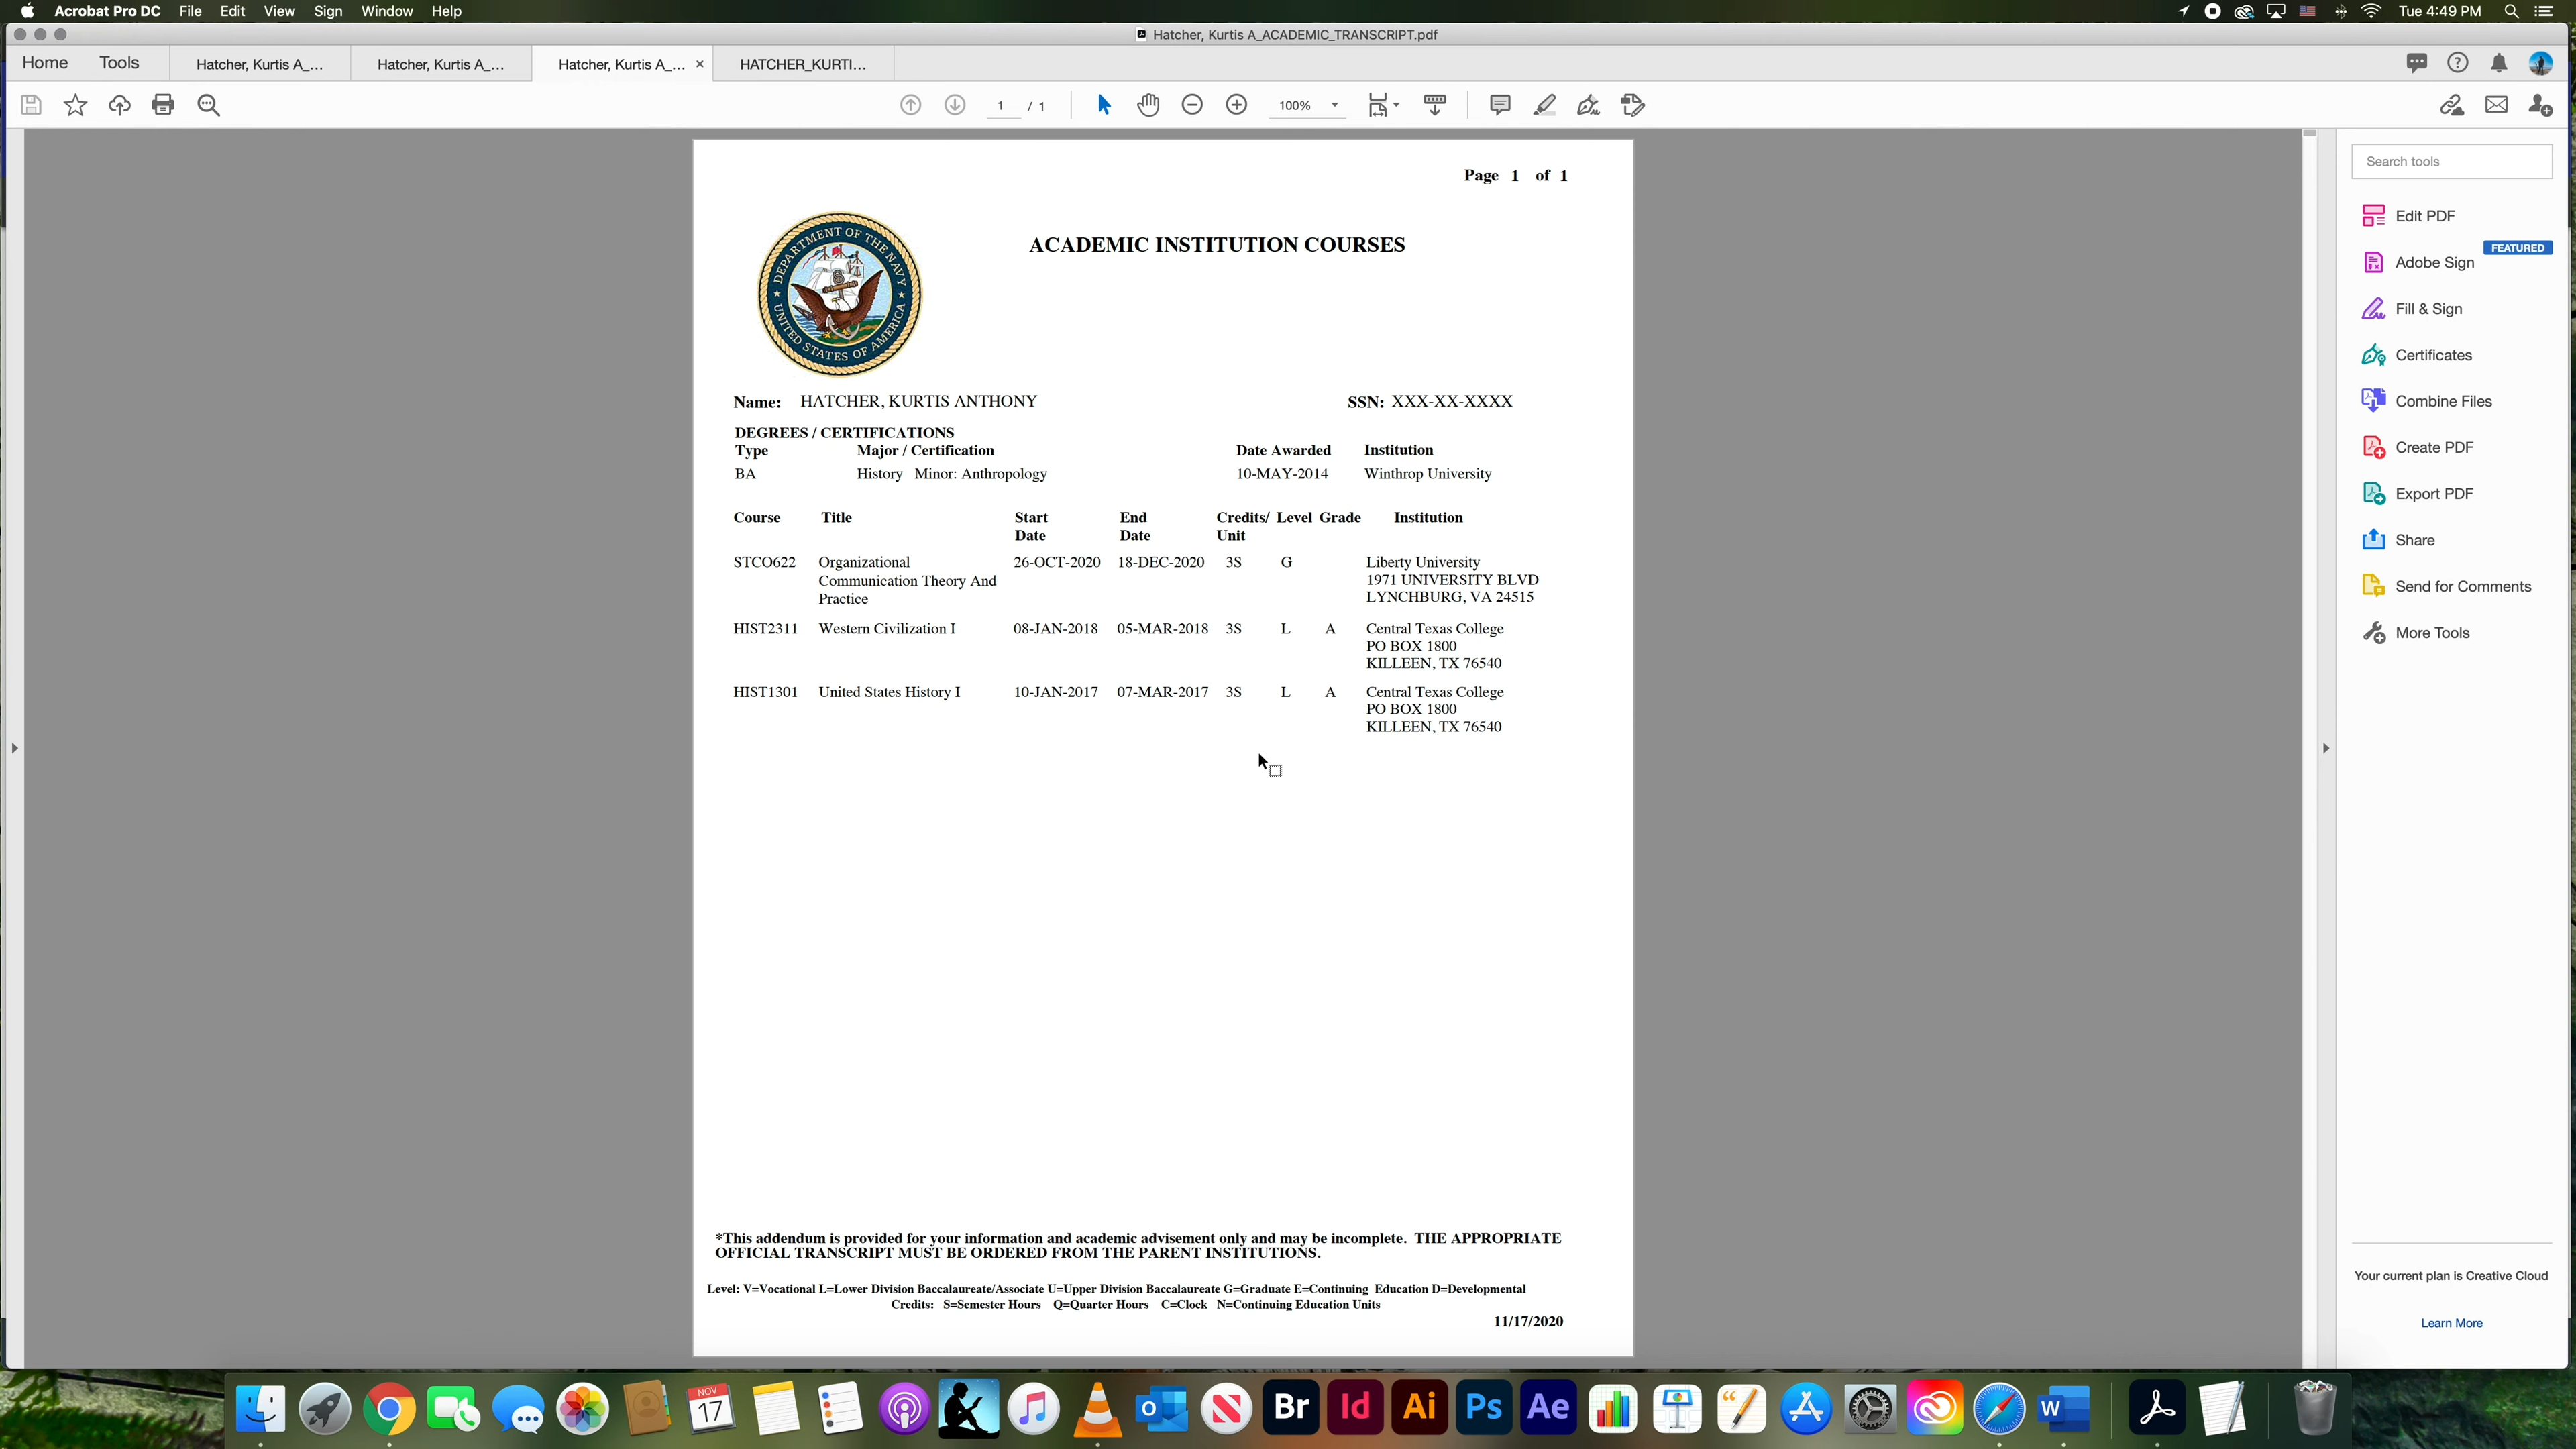 Acrobat Pro DC File Edit View Sign Window Help Tue 4:49 PM
Hatcher, Kurtis A_ACADEMIC_TRANSCRIPT.pdf
Home Tools Hatcher, Kurtis A_... Hatcher, Kurtis A_... Hatcher, Kurtis A_... × HATCHER_KURTI...
1 / 1 100%
Search tools
Edit PDF
FEATURED
Adobe Sign
Fill & Sign
Certificates
Combine Files
Create PDF
Export PDF
Share
Send for Comments
More Tools
Your current plan is Creative Cloud
Learn More
Page 1 of 1
DEPARTMENT OF THE NAVY
UNITED STATES OF AMERICA
ACADEMIC INSTITUTION COURSES
Name: HATCHER, KURTIS ANTHONY SSN: XXX-XX-XXXX
DEGREES / CERTIFICATIONS
Type Major / Certification Date Awarded Institution
BA History Minor: Anthropology 10-MAY-2014 Winthrop University
Course Title Start Date End Date Credits/ Unit Level Grade Institution
STCO622 Organizational 26-OCT-2020 18-DEC-2020 3S G Liberty University
Communication Theory And 1971 UNIVERSITY BLVD
Practice LYNCHBURG, VA 24515
HIST2311 Western Civilization I 08-JAN-2018 05-MAR-2018 3S L A Central Texas College
PO BOX 1800
KILLEEN, TX 76540
HIST1301 United States History I 10-JAN-2017 07-MAR-2017 3S L A Central Texas College
PO BOX 1800
KILLEEN, TX 76540
*This addendum is provided for your information and academic advisement only and may be incomplete. THE APPROPRIATE
OFFICIAL TRANSCRIPT MUST BE ORDERED FROM THE PARENT INSTITUTIONS.
Level: V=Vocational L=Lower Division Baccalaureate/Associate U=Upper Division Baccalaureate G=Graduate E=Continuing Education D=Developmental
Credits: S=Semester Hours Q=Quarter Hours C=Clock N=Continuing Education Units
11/17/2020
NOV
17
Br Id Ai Ps Ae W